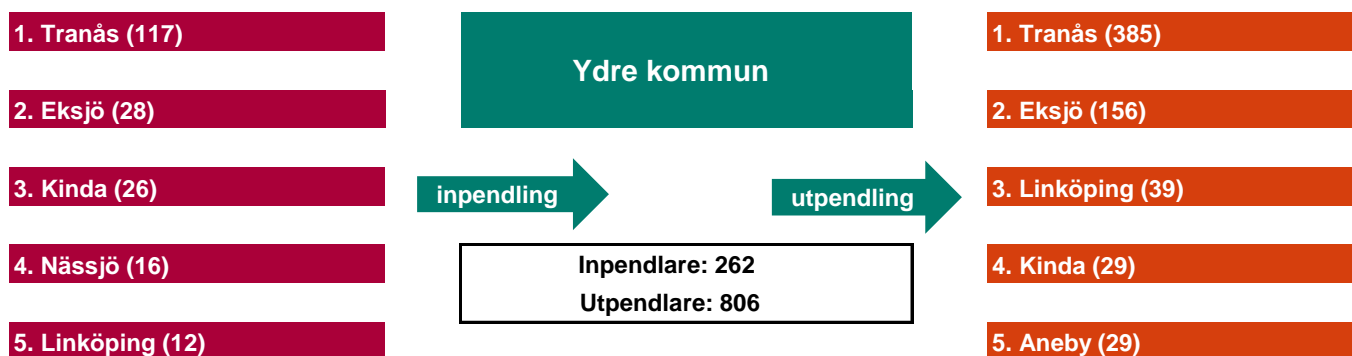 1. Tranås (117)
2. Eksjö (28)
3. Kinda (26)
4. Nässjö (16)
5. Linköping (12)
Ydre kommun
inpendling
utpendling
Inpendlare: 262
Utpendlare: 806
1. Tranås (385)
2. Eksjö (156)
3. Linköping (39)
4. Kinda (29)
5. Aneby (29)